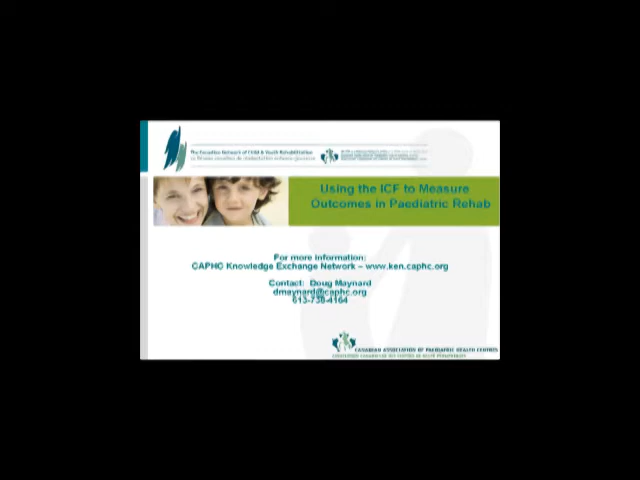 The Canadian Network of Child & Youth Rehabilitation
Using the ICF to Measure
Outcomes in Paediatric Rehab
For more information:
CAPHC Knowledge Exchange Network – www.ken.caphc.org
Contact: Doug Maynard
dmaynard@caphc.org
613-738-4164
CANADIAN ASSOCIATION OF PAEDIATRIC HEALTH CENTRES